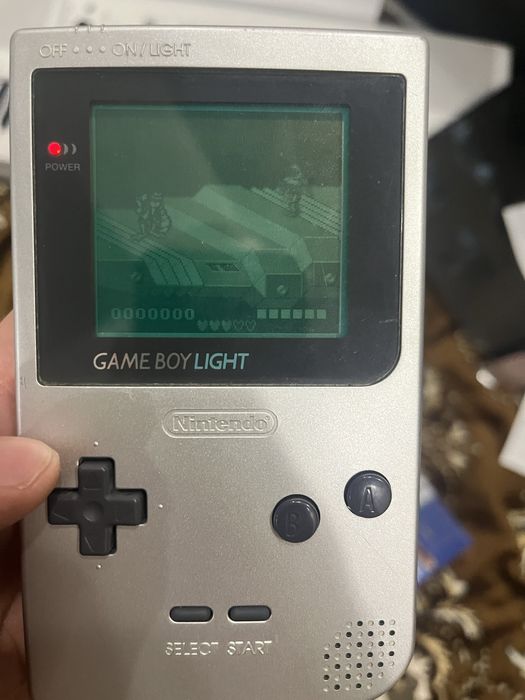 OFF • • • ON/LIGHT
POWER
0000000
GAME BOY LIGHT
Nintendo
B
A
SELECT START